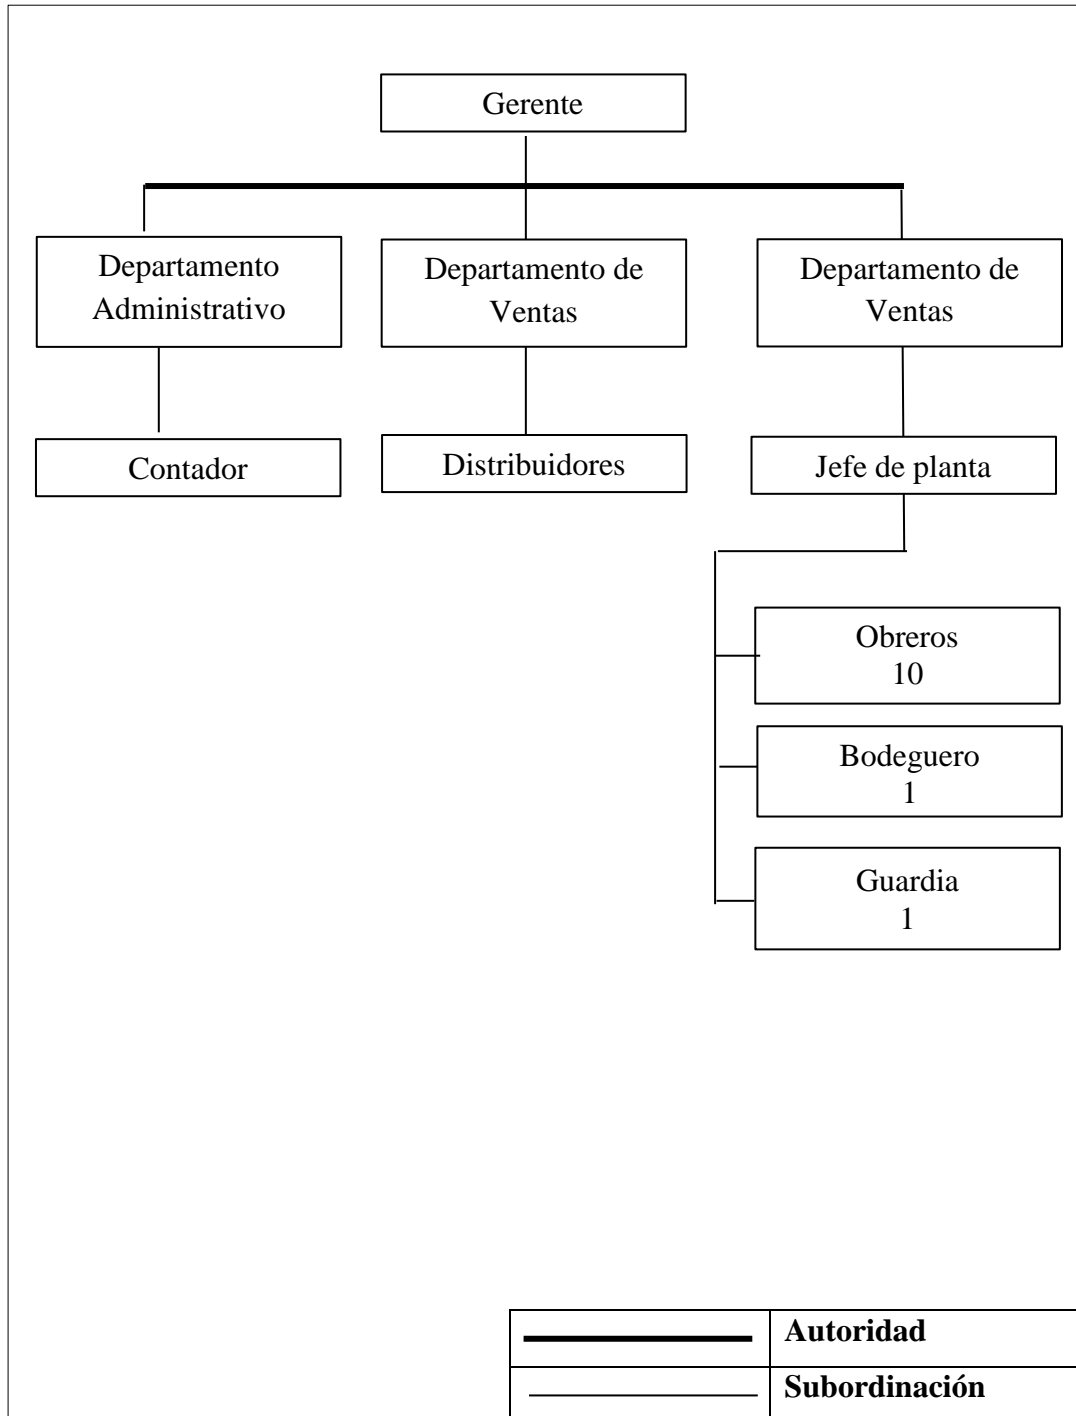 Gerente
Departamento
Administrativo
Departamento de
Ventas
Departamento de
Ventas
Contador
Distribuidores
Jefe de planta
Obreros
10
Bodeguero
1
Guardia
1
Autoridad
Subordinación